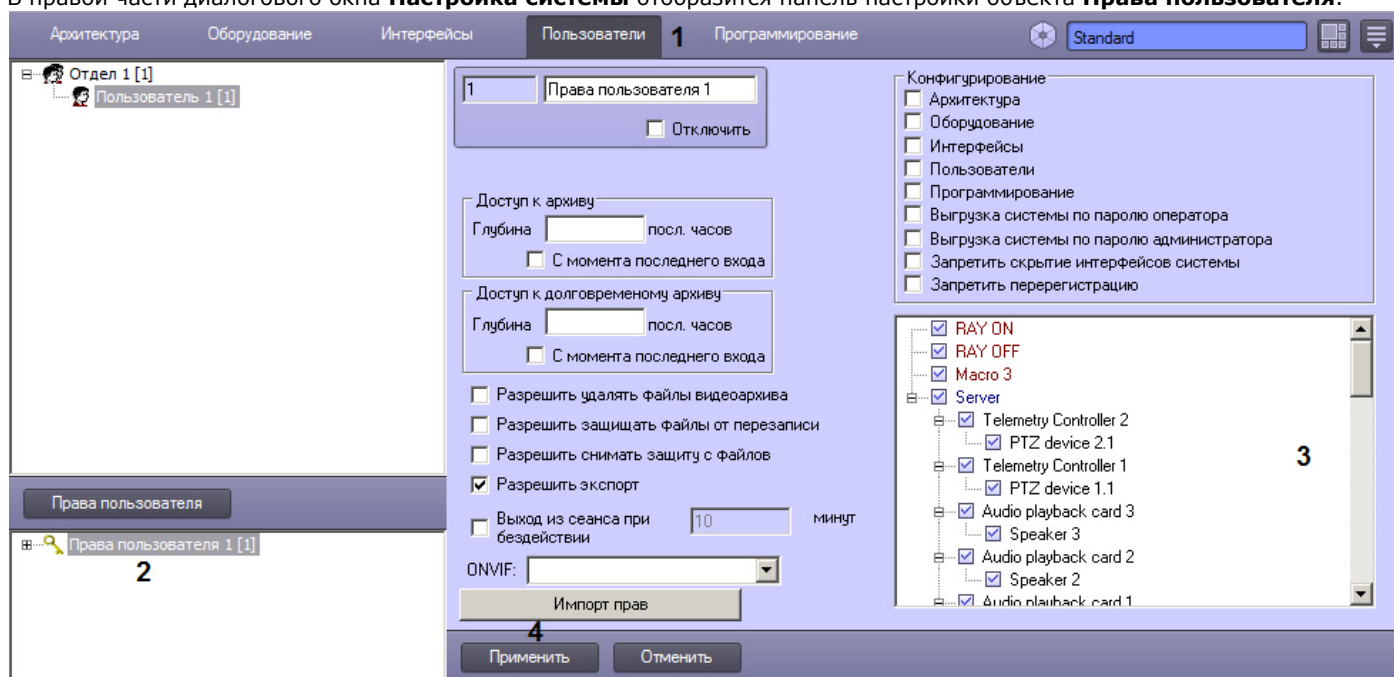 В правой части диалогового окна Настройка системы отобразится панель настройки объекта Права пользователя.
Архитектура Оборудование Интерфейсы Пользователи 1 Программирование Standard
Отдел 1 [1]
Пользователь 1 [1]
Права пользователя
Права пользователя 1 [1]
2
1 Права пользователя 1
Отключить
Доступ к архиву
Глубина посл. часов
С момента последнего входа
Доступ к долговременому архиву
Глубина посл. часов
С момента последнего входа
Разрешить удалять файлы видеоархива
Разрешить защищать файлы от перезаписи
Разрешить снимать защиту с файлов
Разрешить экспорт
Выход из сеанса при
бездействии
10 минут
ONVIF:
Импорт прав
4
Применить Отменить
Конфигурирование
Архитектура
Оборудование
Интерфейсы
Пользователи
Программирование
Выгрузка системы по паролю оператора
Выгрузка системы по паролю администратора
Запретить скрытие интерфейсов системы
Запретить перерегистрацию
RAY ON
RAY OFF
Macro 3
Server
Telemetry Controller 2
PTZ device 2.1
Telemetry Controller 1
PTZ device 1.1
Audio playback card 3
Speaker 3
Audio playback card 2
Speaker 2
Audio playback card 1
3